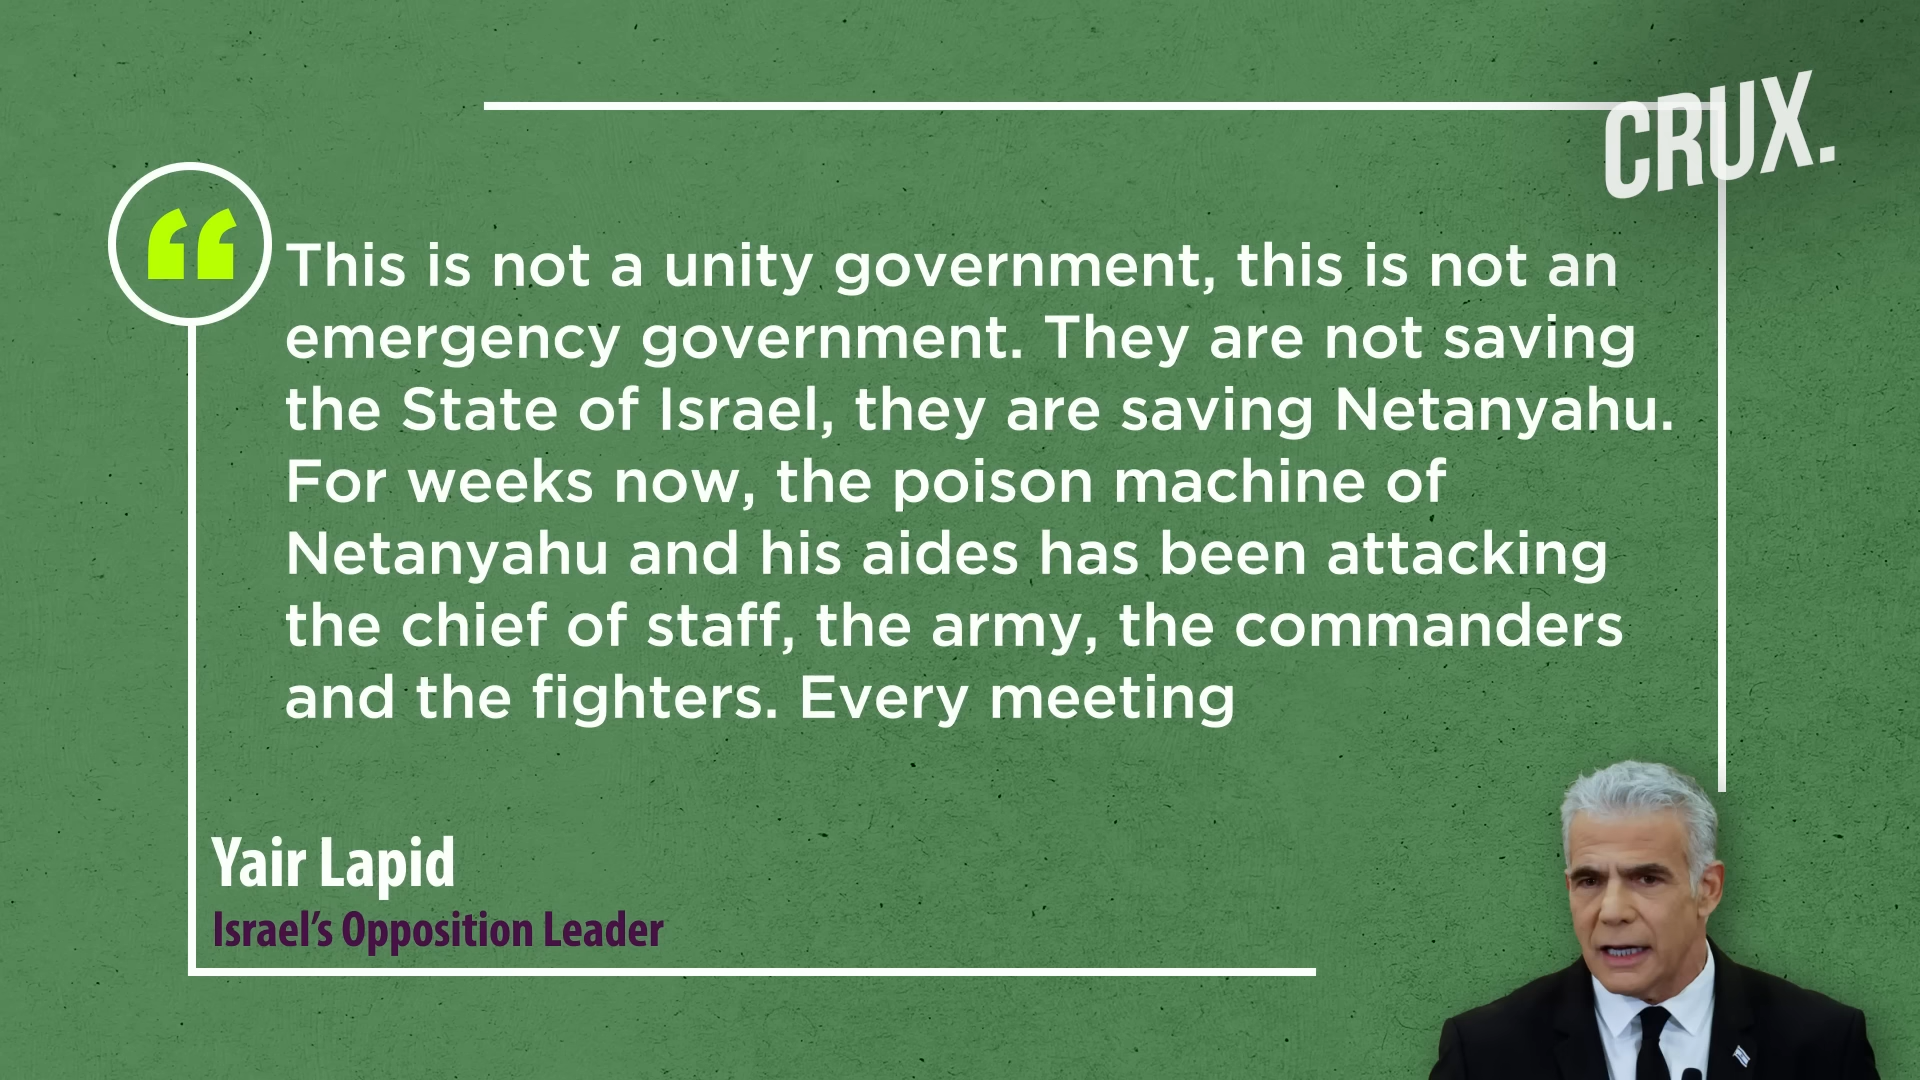 CRUX.
“
This is not a unity government, this is not an
emergency government. They are not saving
the State of Israel, they are saving Netanyahu.
For weeks now, the poison machine of
Netanyahu and his aides has been attacking
the chief of staff, the army, the commanders
and the fighters. Every meeting
Yair Lapid
Israel’s Opposition Leader